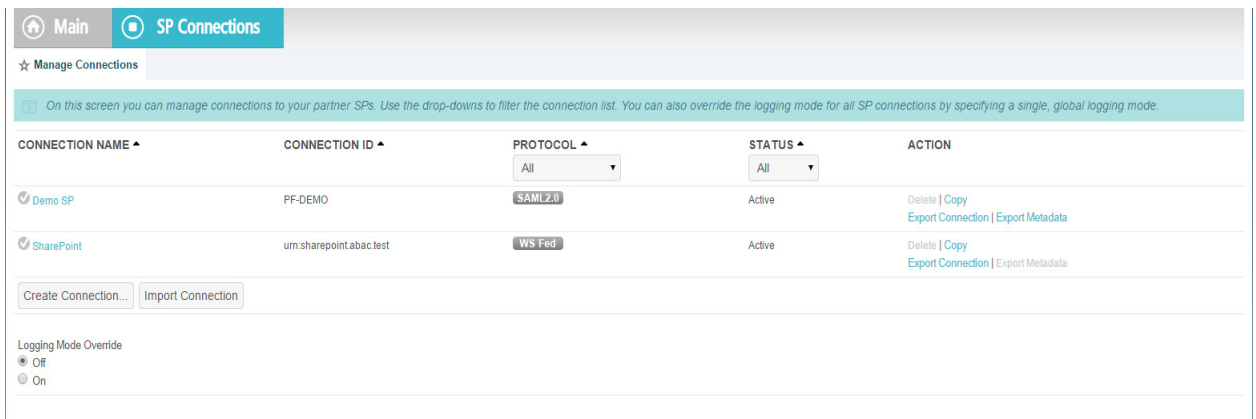 Main SP Connections
Manage Connections
On this screen you can manage connections to your partner SPs. Use the drop-downs to filter the connection list. You can also override the logging mode for all SP connections by specifying a single, global logging mode.
CONNECTION NAME CONNECTION ID PROTOCOL STATUS ACTION
All All
Demo SP PF-DEMO SAML2.0 Active Delete | Copy
Export Connection | Export Metadata
SharePoint urn:sharepoint.abac.test WS Fed Active Delete | Copy
Export Connection | Export Metadata
Create Connection... Import Connection
Logging Mode Override
Off
On